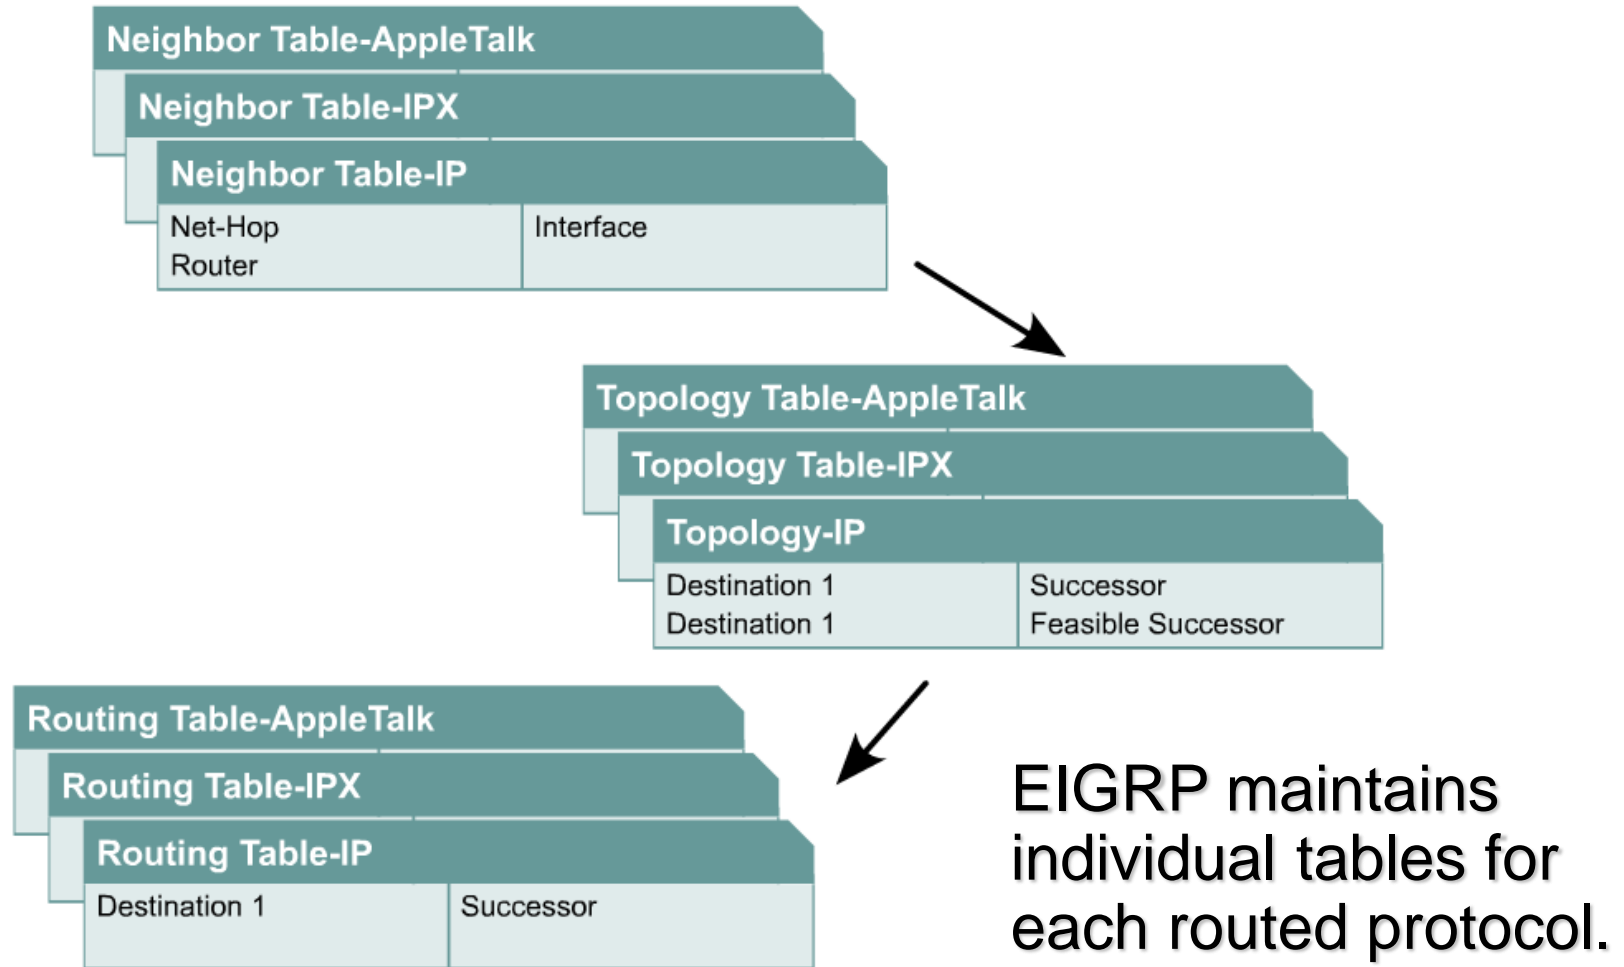 Neighbor Table-AppleTalk
Neighbor Table-IPX
Neighbor Table-IP
Net-Hop
Router
Interface
Topology Table-AppleTalk
Topology Table-IPX
Topology-IP
Destination 1
Successor
Destination 1
Feasible Successor
Routing Table-AppleTalk
Routing Table-IPX
Routing Table-IP
Destination 1
Successor
EIGRP maintains
individual tables for
each routed protocol.